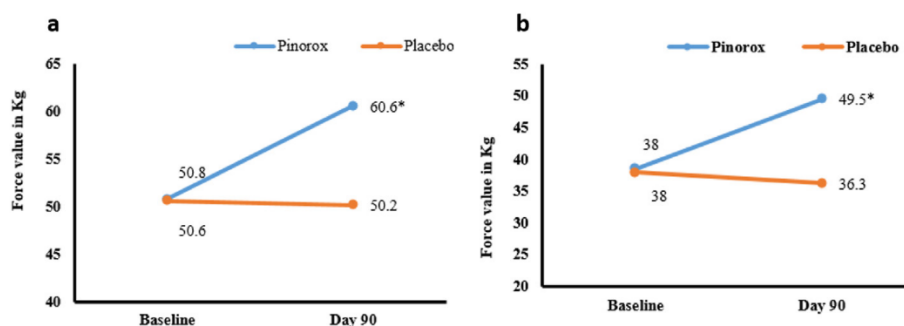 a
Pinorox Placebo
Force value in Kg
65
60
55
50
45
40
50.8
60.6*
50.6
50.2
Baseline Day 90
b
Pinorox Placebo
Force value in Kg
55
50
45
40
35
30
25
20
38
49.5*
38
36.3
Baseline Day 90